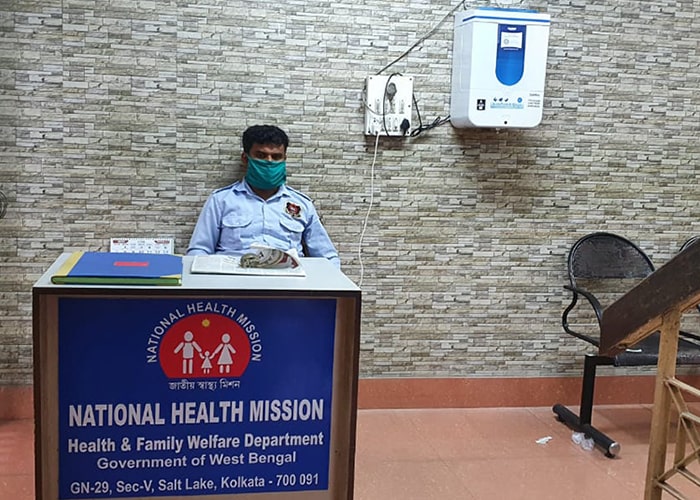 NATIONAL HEALTH MISSION
জাতীয় স্বাস্থ্য মিশন
NATIONAL HEALTH MISSION
Health & Family Welfare Department
Government of West Bengal
GN-29, Sec-V, Salt Lake, Kolkata - 700 091